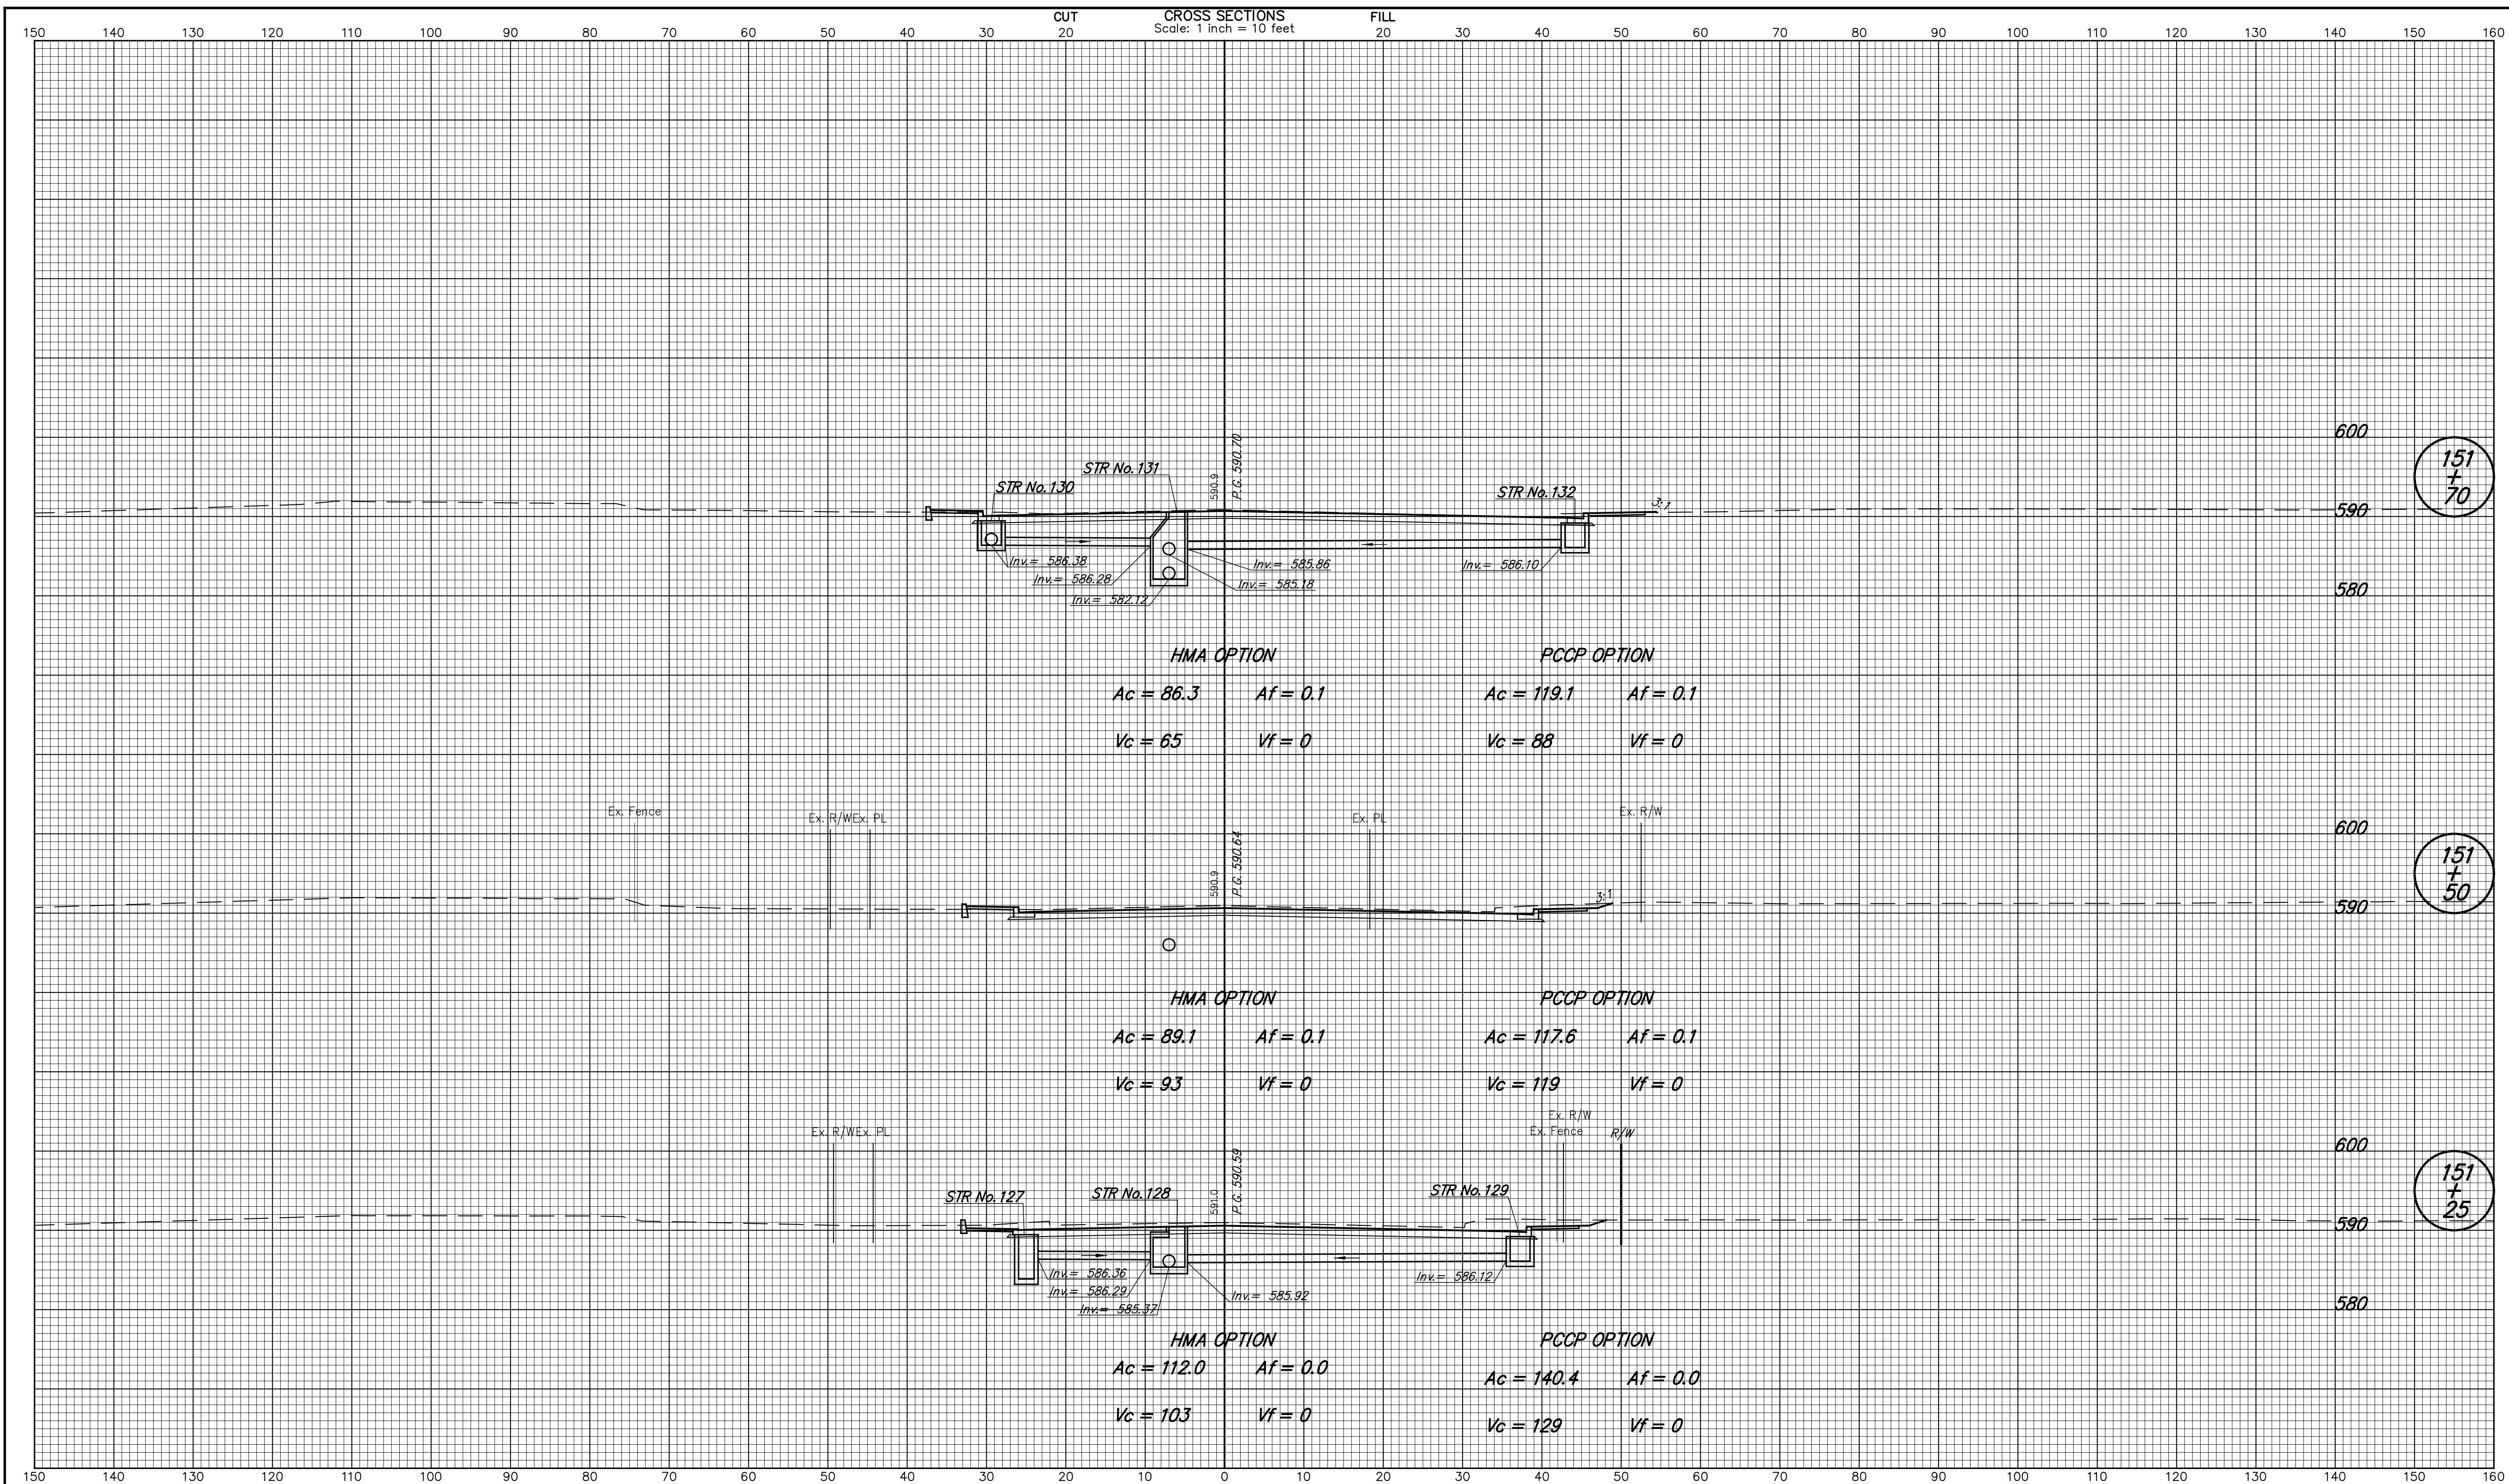 CUT CROSS SECTIONS FILL
Scale: 1 inch = 10 feet
150 140 130 120 110 100 90 80 70 60 50 40 30 20 20 30 40 50 60 70 80 90 100 110 120 130 140 150 160
600
151
+
70
590.9
P.G. 590.70
STR No. 131
STR No. 130
STR No. 132
3:1
590
Inv.= 586.38
Inv.= 585.86
Inv.= 586.10
Inv.= 586.28
Inv.= 585.18
Inv.= 582.12
580
HMA OPTION PCCP OPTION
Ac = 86.3 Af = 0.1 Ac = 119.1 Af = 0.1
Vc = 65 Vf = 0 Vc = 88 Vf = 0
Ex. Fence
Ex. R/W Ex. PL
Ex. PL
Ex. R/W
600
151
+
50
590.9
P.G. 590.64
3:1
590
HMA OPTION PCCP OPTION
Ac = 89.1 Af = 0.1 Ac = 117.6 Af = 0.1
Vc = 93 Vf = 0 Vc = 119 Vf = 0
Ex. R/W
Ex. R/W Ex. PL
Ex. Fence R/W
600
151
+
25
591.0
P.G. 590.59
STR No. 127 STR No. 128 STR No. 129
590
Inv.= 586.36
Inv.= 586.12
Inv.= 586.29
Inv.= 585.92
Inv.= 585.37
580
HMA OPTION PCCP OPTION
Ac = 112.0 Af = 0.0
Ac = 140.4 Af = 0.0
Vc = 103 Vf = 0
Vc = 129 Vf = 0
150 140 130 120 110 100 90 80 70 60 50 40 30 20 10 0 10 20 30 40 50 60 70 80 90 100 110 120 130 140 150 160